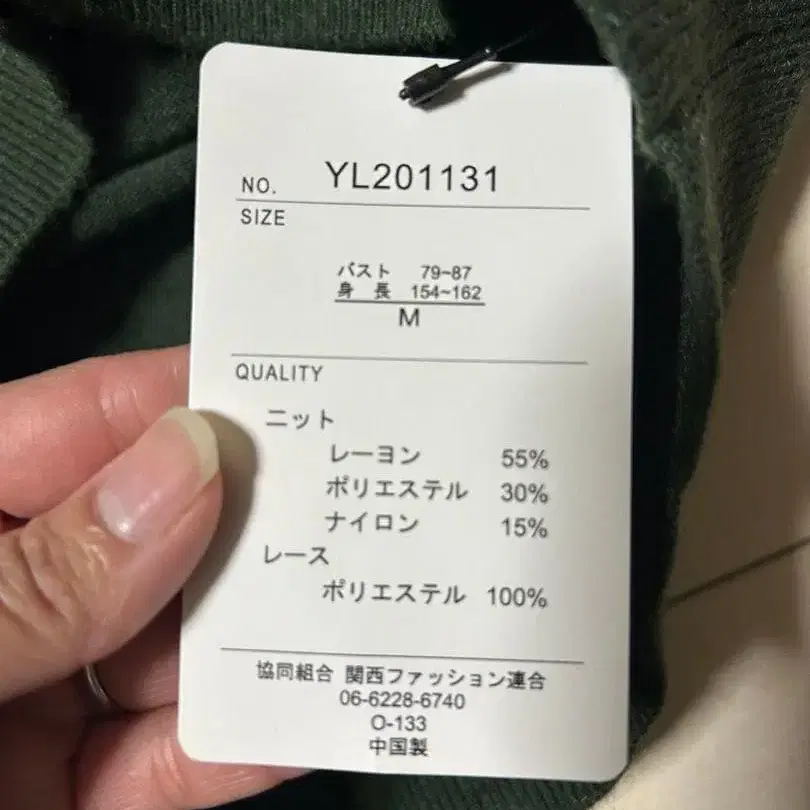 NO. YL201131
SIZE
バスト 79~87
身 長 154~162
M
QUALITY
ニット
レーヨン 55%
ポリエステル 30%
ナイロン 15%
レース
ポリエステル 100%
協同組合 関西ファッション連合
06-6228-6740
O-133
中国製